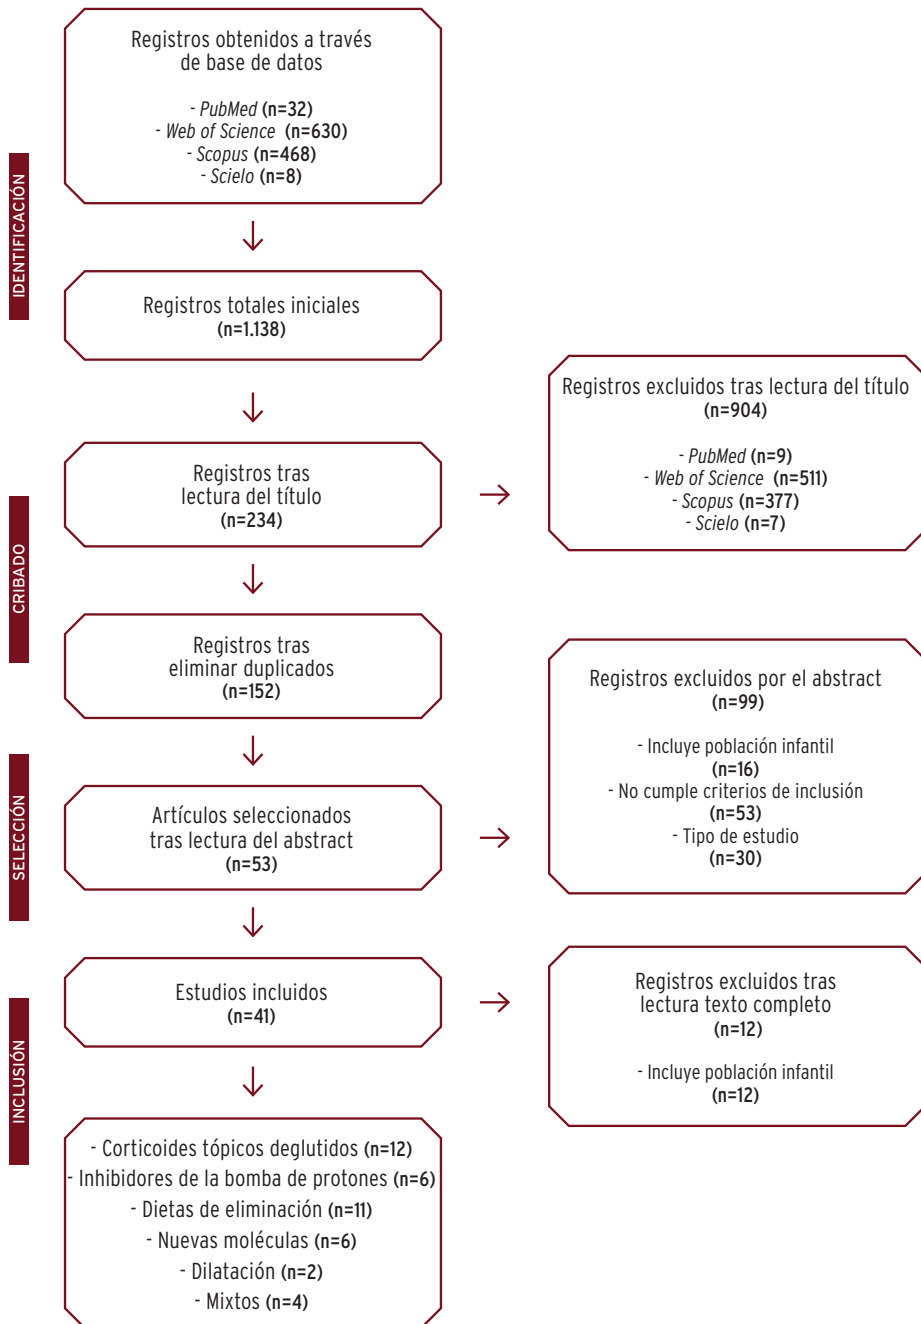 Registros obtenidos a través
de base de datos
- PubMed (n=32)
- Web of Science (n=630)
- Scopus (n=468)
- Scielo (n=8)
IDENTIFICACIÓN
Registros totales iniciales
(n=1.138)
Registros excluidos tras lectura del título
(n=904)
- PubMed (n=9)
- Web of Science (n=511)
- Scopus (n=377)
- Scielo (n=7)
Registros tras
lectura del título
(n=234)
CRIBADO
Registros tras
eliminar duplicados
(n=152)
Registros excluidos por el abstract
(n=99)
- Incluye población infantil
(n=16)
- No cumple criterios de inclusión
(n=53)
- Tipo de estudio
(n=30)
SELECCIÓN
Artículos seleccionados
tras lectura del abstract
(n=53)
Estudios incluidos
(n=41)
Registros excluidos tras
lectura texto completo
(n=12)
- Incluye población infantil
(n=12)
INCLUSIÓN
- Corticoides tópicos deglutidos (n=12)
- Inhibidores de la bomba de protones (n=6)
- Dietas de eliminación (n=11)
- Nuevas moléculas (n=6)
- Dilatación (n=2)
- Mixtos (n=4)